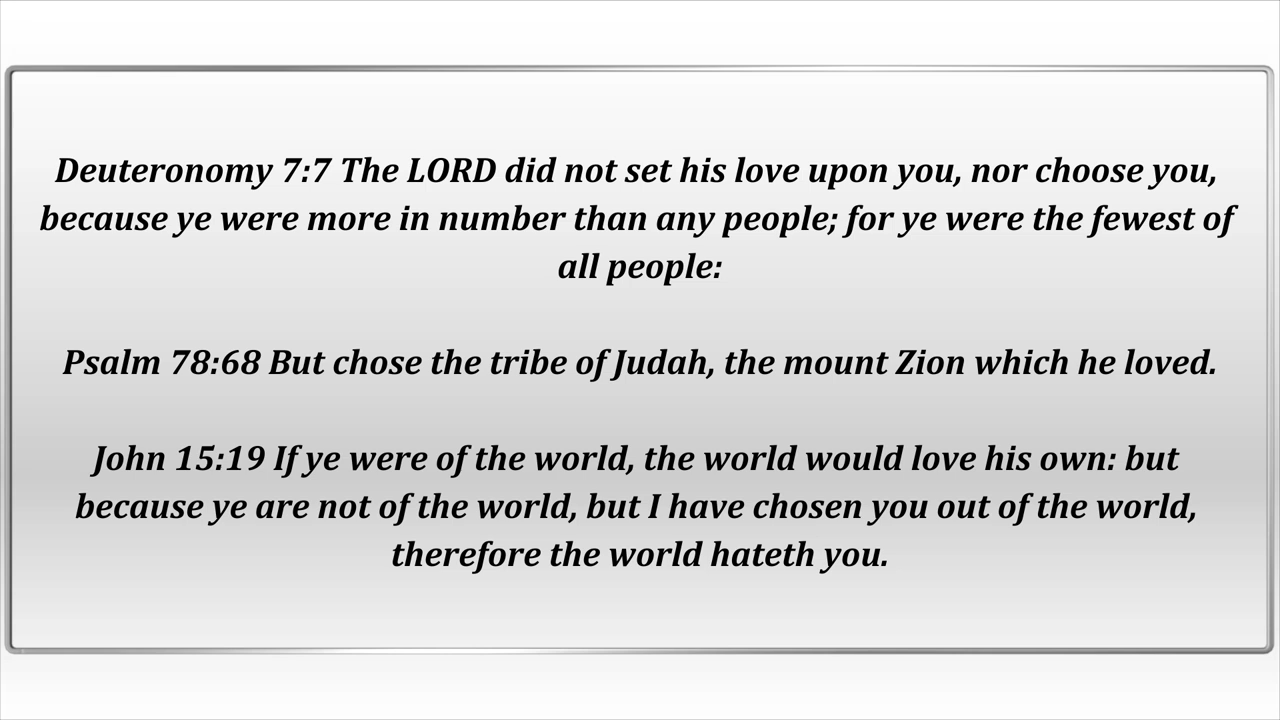 Deuteronomy 7:7 The LORD did not set his love upon you, nor choose you,
because ye were more in number than any people; for ye were the fewest of
all people:
Psalm 78:68 But chose the tribe of Judah, the mount Zion which he loved.
John 15:19 If ye were of the world, the world would love his own: but
because ye are not of the world, but I have chosen you out of the world,
therefore the world hateth you.